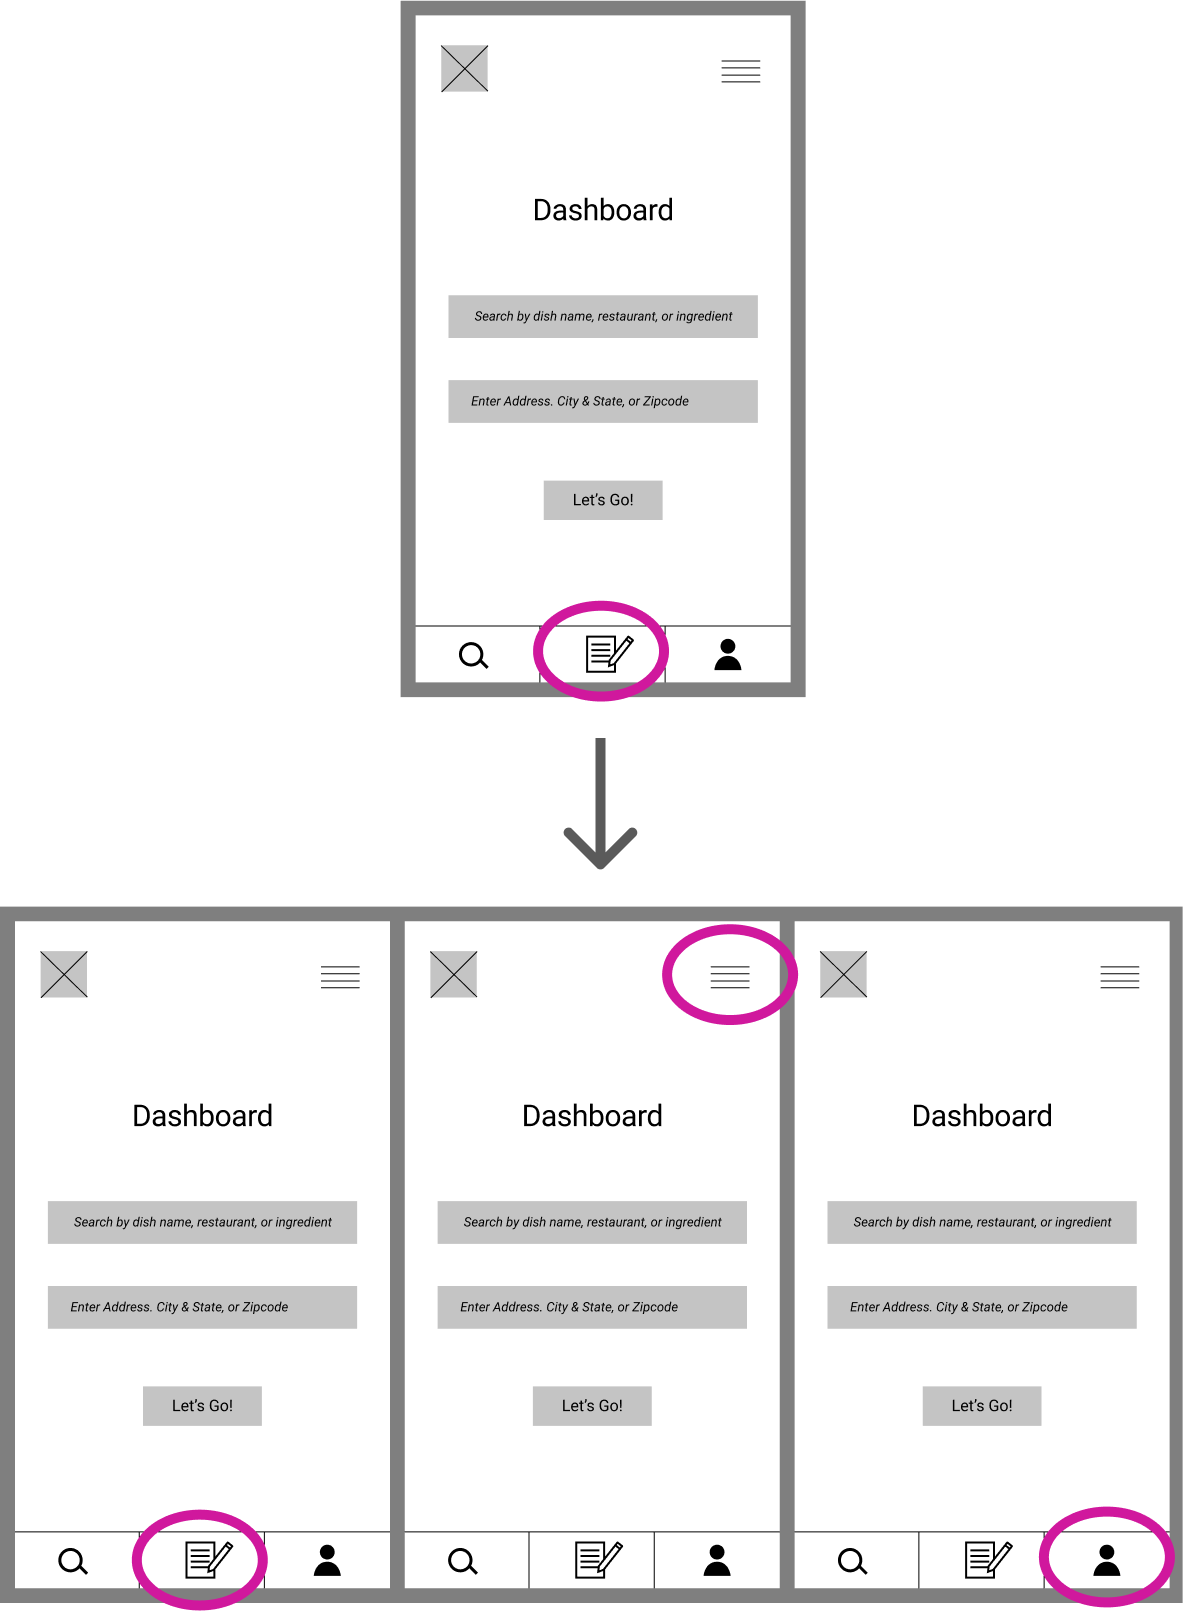 Dashboard
Search by dish name, restaurant, or ingredient
Enter Address. City & State, or Zipcode
Let's Go!
Dashboard
Search by dish name, restaurant, or ingredient
Enter Address. City & State, or Zipcode
Let's Go!
Dashboard
Search by dish name, restaurant, or ingredient
Enter Address. City & State, or Zipcode
Let's Go!
Dashboard
Search by dish name, restaurant, or ingredient
Enter Address. City & State, or Zipcode
Let's Go!